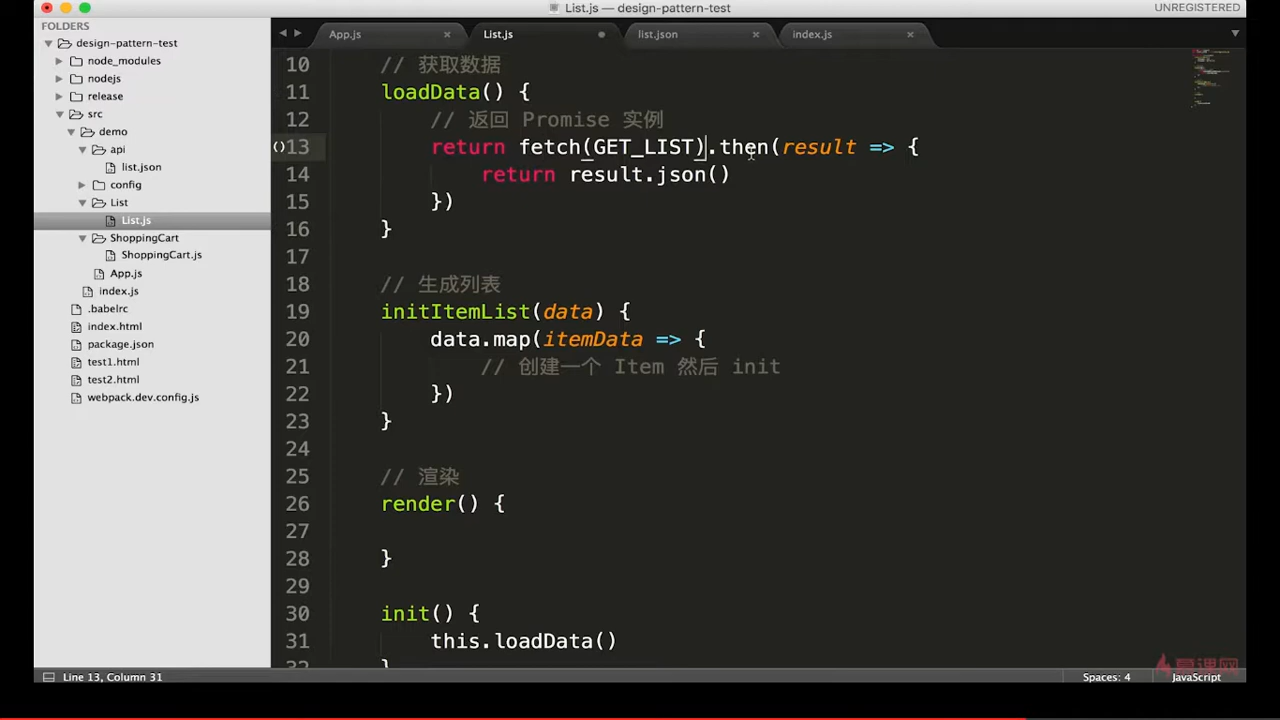 List.js — design-pattern-test
UNREGISTERED
FOLDERS
design-pattern-test
node_modules
nodejs
release
src
demo
api
list.json
config
List
List.js
ShoppingCart
ShoppingCart.js
App.js
index.js
.babelrc
index.html
package.json
test1.html
test2.html
webpack.dev.config.js
App.js × List.js list.json × index.js ×
10 // 获取数据
11 loadData() {
12 // 返回 Promise 实例
13 return fetch(GET_LIST).then(result => {
14 return result.json()
15 })
16 }
17
18 // 生成列表
19 initItemList(data) {
20 data.map(itemData => {
21 // 创建一个 Item 然后 init
22 })
23 }
24
25 // 渲染
26 render() {
27
28 }
29
30 init() {
31 this.loadData()
32 }
慕课网
Line 13, Column 31
Spaces: 4
JavaScript